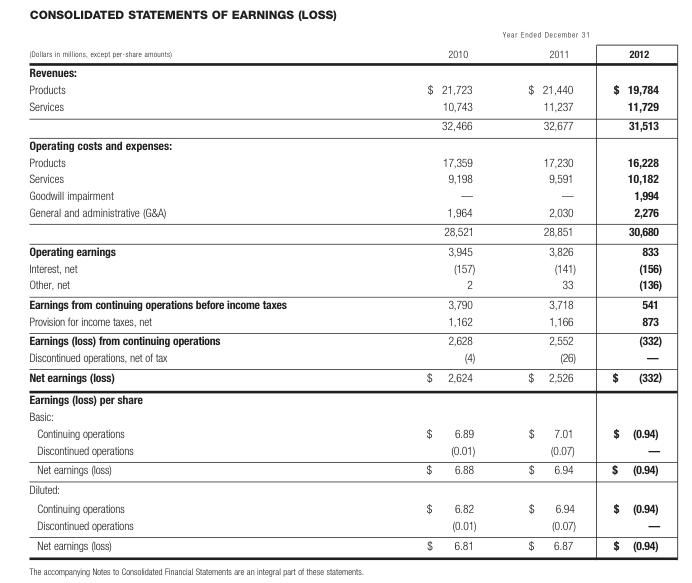 CONSOLIDATED STATEMENTS OF EARNINGS (LOSS)
Year Ended December 31
(Dollars in millions, except per-share amounts) 2010 2011 2012
Revenues:
Products $ 21,723 $ 21,440 $ 19,784
Services 10,743 11,237 11,729
32,466 32,677 31,513
Operating costs and expenses:
Products 17,359 17,230 16,228
Services 9,198 9,591 10,182
Goodwill impairment — — 1,994
General and administrative (G&A) 1,964 2,030 2,276
28,521 28,851 30,680
Operating earnings 3,945 3,826 833
Interest, net (157) (141) (156)
Other, net 2 33 (136)
Earnings from continuing operations before income taxes 3,790 3,718 541
Provision for income taxes, net 1,162 1,166 873
Earnings (loss) from continuing operations 2,628 2,552 (332)
Discontinued operations, net of tax (4) (26) —
Net earnings (loss) $ 2,624 $ 2,526 $ (332)
Earnings (loss) per share
Basic:
Continuing operations $ 6.89 $ 7.01 $ (0.94)
Discontinued operations (0.01) (0.07) —
Net earnings (loss) $ 6.88 $ 6.94 $ (0.94)
Diluted:
Continuing operations $ 6.82 $ 6.94 $ (0.94)
Discontinued operations (0.01) (0.07) —
Net earnings (loss) $ 6.81 $ 6.87 $ (0.94)
The accompanying Notes to Consolidated Financial Statements are an integral part of these statements.